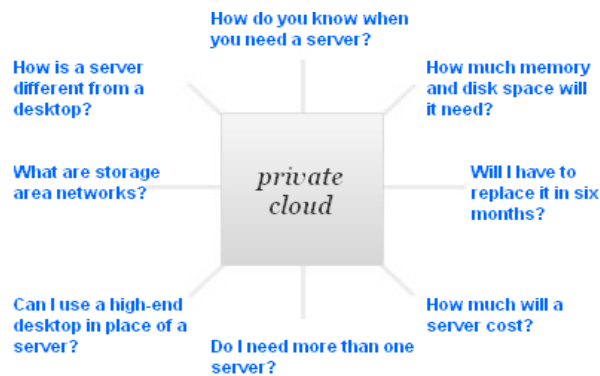 How do you know when
you need a server?
How is a server
different from a
desktop?
How much memory
and disk space will
it need?
What are storage
area networks?
private
cloud
Will I have to
replace it in six
months?
Can I use a high-end
desktop in place of a
server?
Do I need more than one
server?
How much will a
server cost?